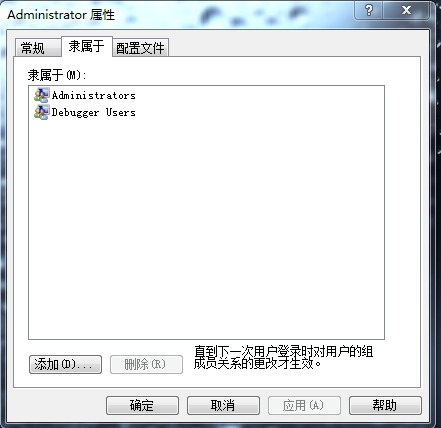 Administrator 属性
常规 隶属于 配置文件
隶属于(M):
Administrators
Debugger Users
添加(D)... 删除(R) 直到下一次用户登录时对用户的组
成员关系的更改才生效。
确定 取消 应用(A) 帮助